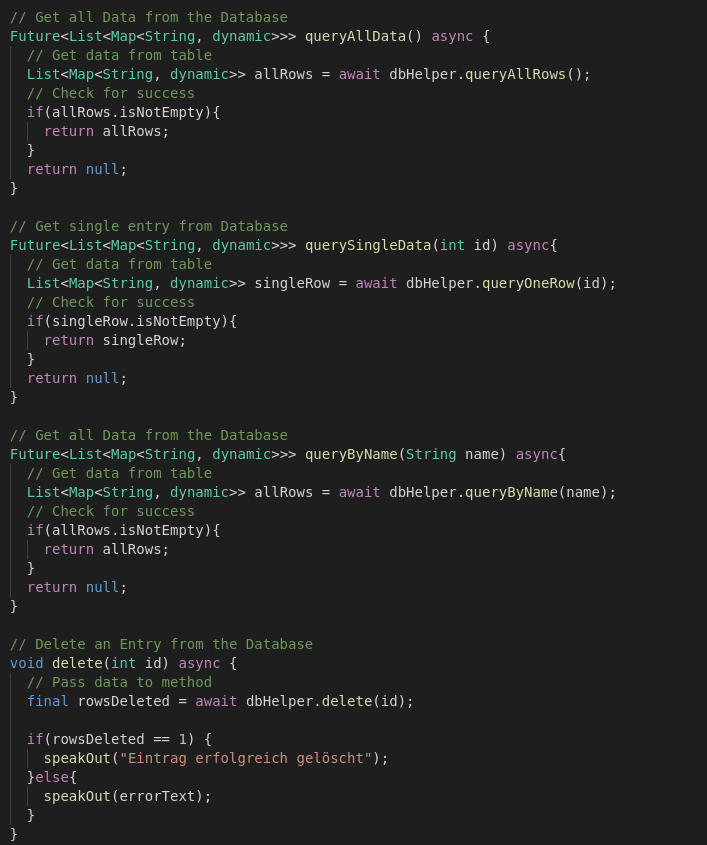 // Get all Data from the Database
Future<List<Map<String, dynamic>>> queryAllData() async {
  // Get data from table
  List<Map<String, dynamic>> allRows = await dbHelper.queryAllRows();
  // Check for success
  if(allRows.isNotEmpty){
    return allRows;
  }
  return null;
}

// Get single entry from Database
Future<List<Map<String, dynamic>>> querySingleData(int id) async{
  // Get data from table
  List<Map<String, dynamic>> singleRow = await dbHelper.queryOneRow(id);
  // Check for success
  if(singleRow.isNotEmpty){
    return singleRow;
  }
  return null;
}

// Get all Data from the Database
Future<List<Map<String, dynamic>>> queryByName(String name) async{
  // Get data from table
  List<Map<String, dynamic>> allRows = await dbHelper.queryByName(name);
  // Check for success
  if(allRows.isNotEmpty){
    return allRows;
  }
  return null;
}

// Delete an Entry from the Database
void delete(int id) async {
  // Pass data to method
  final rowsDeleted = await dbHelper.delete(id);

  if(rowsDeleted == 1) {
    speakOut("Eintrag erfolgreich gelöscht");
  }else{
    speakOut(errorText);
  }
}